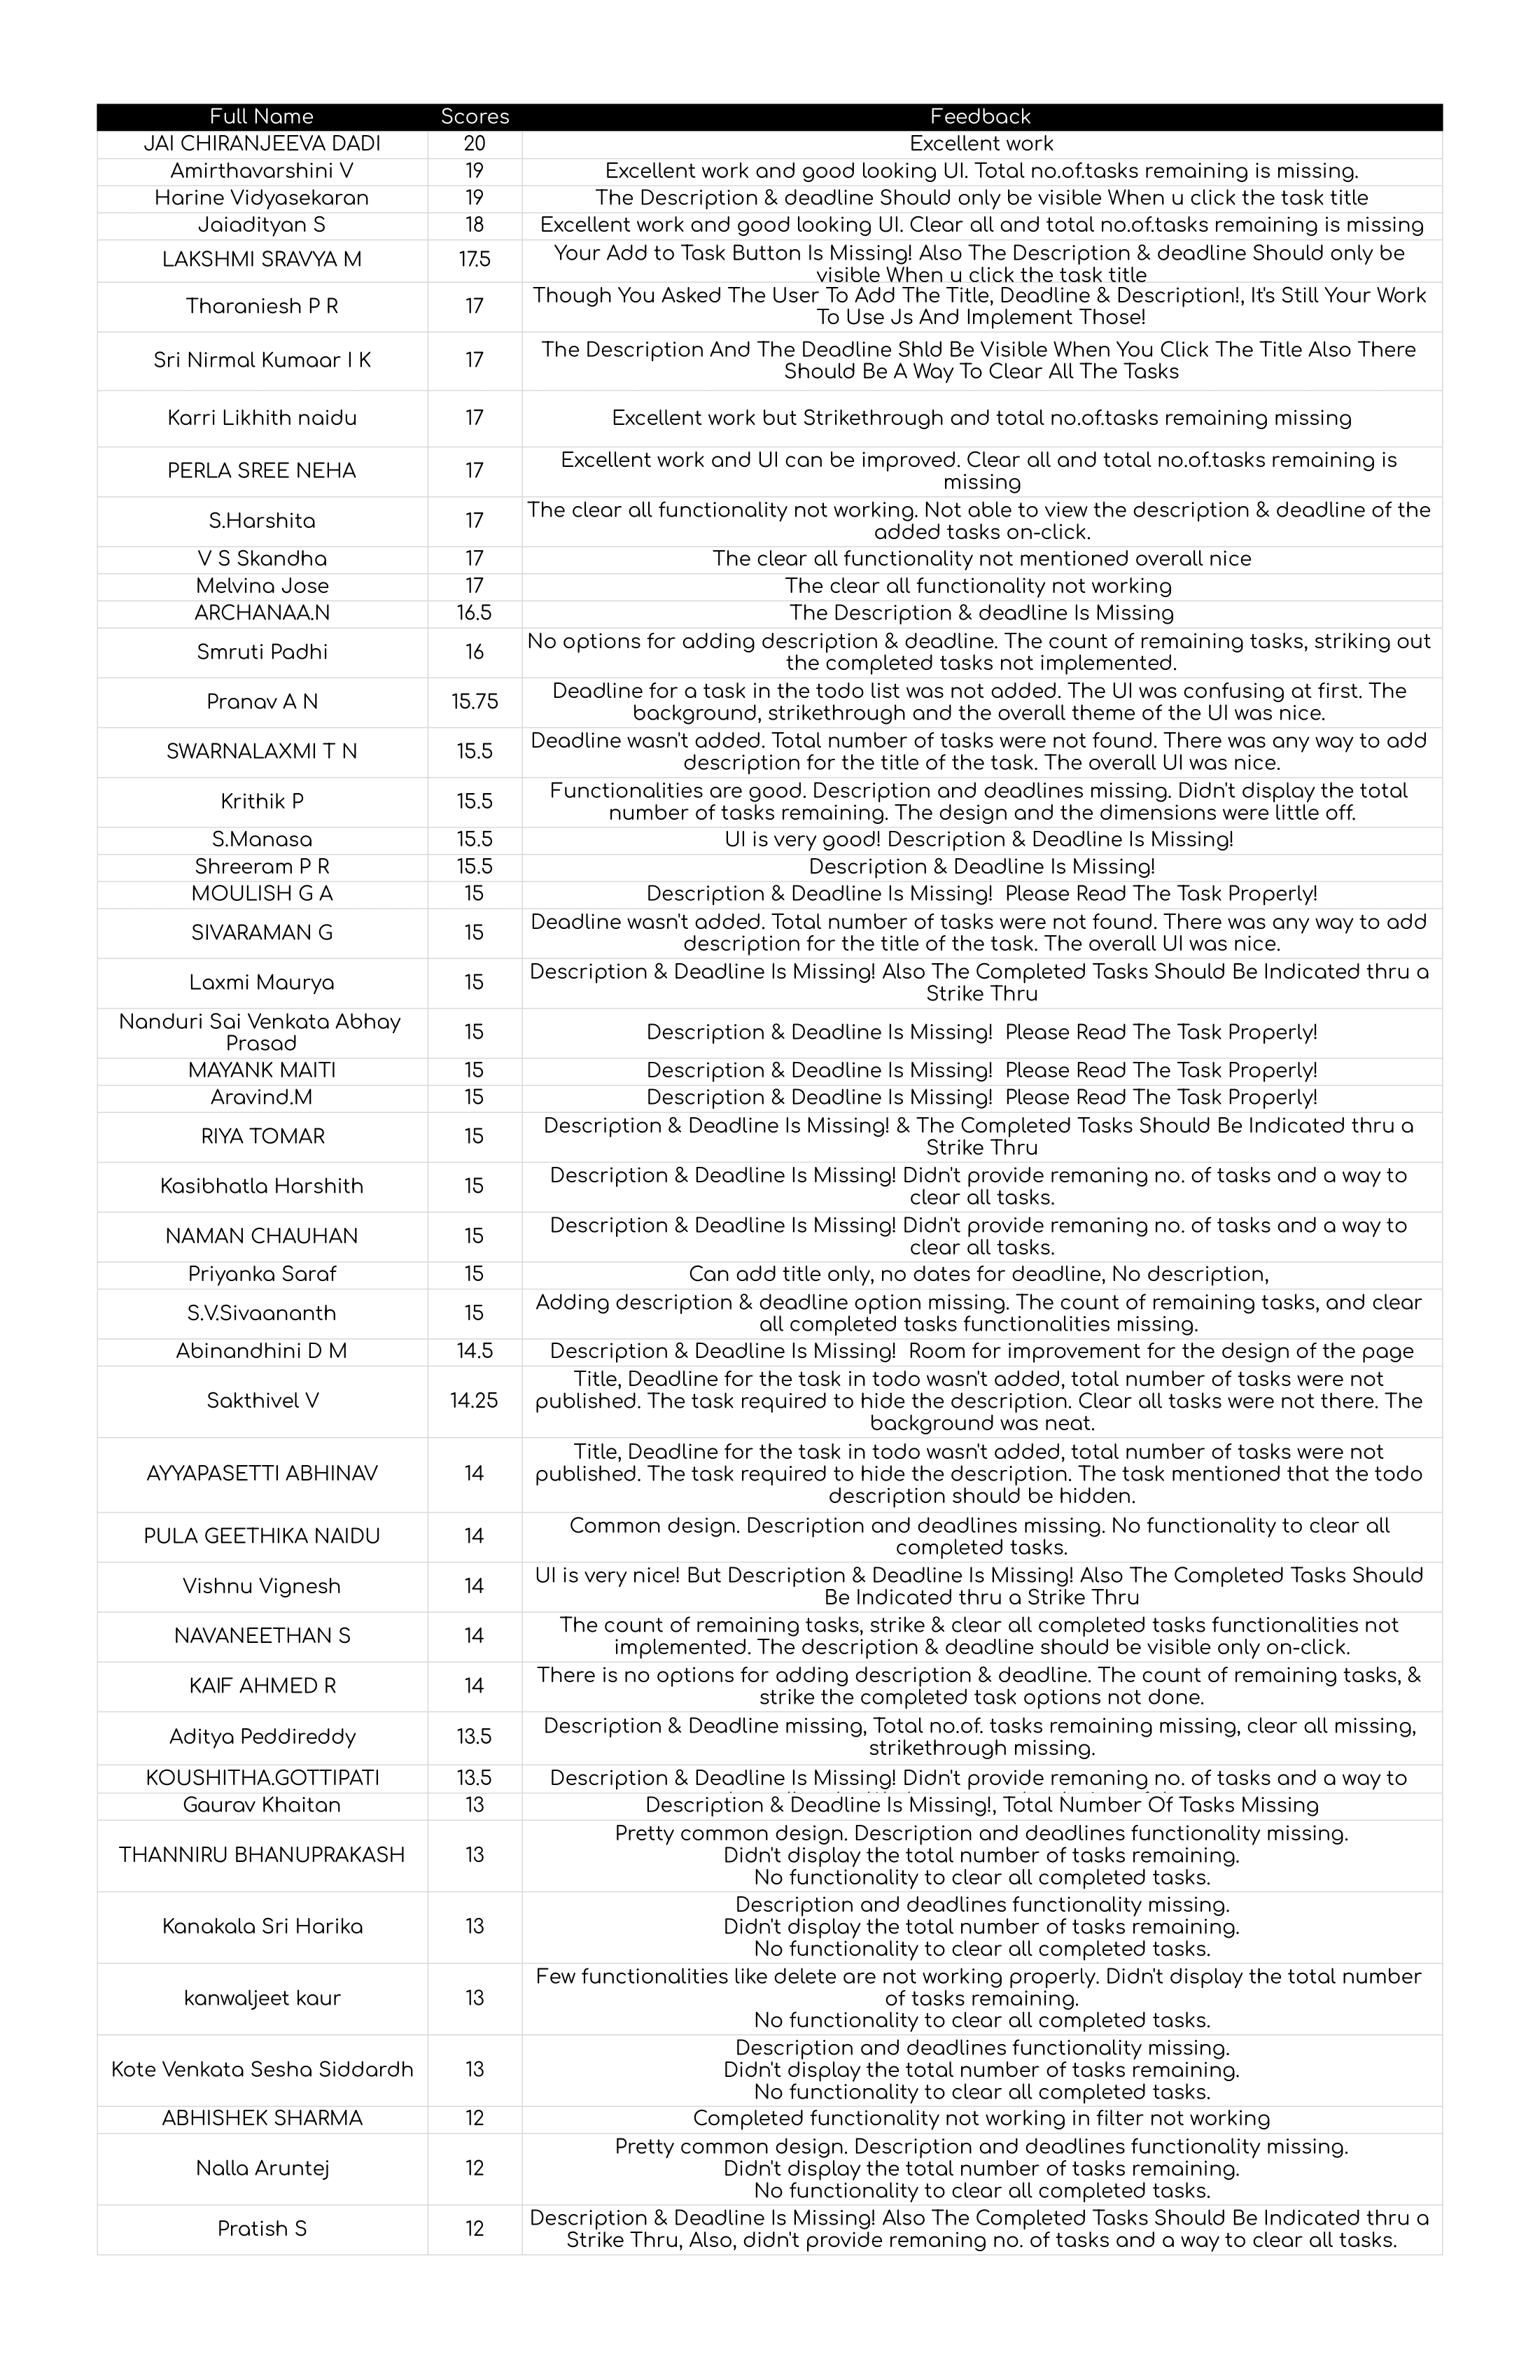 Full Name Scores Feedback
JAI CHIRANJEEVA DADI 20 Excellent work
Amirthavarshini V 19 Excellent work and good looking UI. Total no.of.tasks remaining is missing.
Harine Vidyasekaran 19 The Description & deadline Should only be visible When u click the task title
Jaiadityan S 18 Excellent work and good looking UI. Clear all and total no.of.tasks remaining is missing
LAKSHMI SRAVYA M 17.5 Your Add to Task Button Is Missing! Also The Description & deadline Should only be
visible When u click the task title
Tharaniesh P R 17 Though You Asked The User To Add The Title, Deadline & Description!, It's Still Your Work
To Use Js And Implement Those!
Sri Nirmal Kumaar I K 17 The Description And The Deadline Shld Be Visible When You Click The Title Also There
Should Be A Way To Clear All The Tasks
Karri Likhith naidu 17 Excellent work but Strikethrough and total no.of.tasks remaining missing
PERLA SREE NEHA 17 Excellent work and UI can be improved. Clear all and total no.of.tasks remaining is
missing
S.Harshita 17 The clear all functionality not working. Not able to view the description & deadline of the
added tasks on-click.
V S Skandha 17 The clear all functionality not mentioned overall nice
Melvina Jose 17 The clear all functionality not working
ARCHANAA.N 16.5 The Description & deadline Is Missing
Smruti Padhi 16 No options for adding description & deadline. The count of remaining tasks, striking out
the completed tasks not implemented.
Pranav A N 15.75 Deadline for a task in the todo list was not added. The UI was confusing at first. The
background, strikethrough and the overall theme of the UI was nice.
SWARNALAXMI T N 15.5 Deadline wasn't added. Total number of tasks were not found. There was any way to add
description for the title of the task. The overall UI was nice.
Krithik P 15.5 Functionalities are good. Description and deadlines missing. Didn't display the total
number of tasks remaining. The design and the dimensions were little off.
S.Manasa 15.5 UI is very good! Description & Deadline Is Missing!
Shreeram P R 15.5 Description & Deadline Is Missing!
MOULISH G A 15 Description & Deadline Is Missing!  Please Read The Task Properly!
SIVARAMAN G 15 Deadline wasn't added. Total number of tasks were not found. There was any way to add
description for the title of the task. The overall UI was nice.
Laxmi Maurya 15 Description & Deadline Is Missing! Also The Completed Tasks Should Be Indicated thru a
Strike Thru
Nanduri Sai Venkata Abhay
Prasad 15 Description & Deadline Is Missing!  Please Read The Task Properly!
MAYANK MAITI 15 Description & Deadline Is Missing!  Please Read The Task Properly!
Aravind.M 15 Description & Deadline Is Missing!  Please Read The Task Properly!
RIYA TOMAR 15 Description & Deadline Is Missing! & The Completed Tasks Should Be Indicated thru a
Strike Thru
Kasibhatla Harshith 15 Description & Deadline Is Missing! Didn't provide remaning no. of tasks and a way to
clear all tasks.
NAMAN CHAUHAN 15 Description & Deadline Is Missing! Didn't provide remaning no. of tasks and a way to
clear all tasks.
Priyanka Saraf 15 Can add title only, no dates for deadline, No description,
S.V.Sivaananth 15 Adding description & deadline option missing. The count of remaining tasks, and clear
all completed tasks functionalities missing.
Abinandhini D M 14.5 Description & Deadline Is Missing!  Room for improvement for the design of the page
Sakthivel V 14.25 Title, Deadline for the task in todo wasn't added, total number of tasks were not
published. The task required to hide the description. Clear all tasks were not there. The
background was neat.
AYYAPASETTI ABHINAV 14 Title, Deadline for the task in todo wasn't added, total number of tasks were not
published. The task required to hide the description. The task mentioned that the todo
description should be hidden.
PULA GEETHIKA NAIDU 14 Common design. Description and deadlines missing. No functionality to clear all
completed tasks.
Vishnu Vignesh 14 UI is very nice! But Description & Deadline Is Missing! Also The Completed Tasks Should
Be Indicated thru a Strike Thru
NAVANEETHAN S 14 The count of remaining tasks, strike & clear all completed tasks functionalities not
implemented. The description & deadline should be visible only on-click.
KAIF AHMED R 14 There is no options for adding description & deadline. The count of remaining tasks, &
strike the completed task options not done.
Aditya Peddireddy 13.5 Description & Deadline missing, Total no.of. tasks remaining missing, clear all missing,
strikethrough missing.
KOUSHITHA.GOTTIPATI 13.5 Description & Deadline Is Missing! Didn't provide remaning no. of tasks and a way to
Gaurav Khaitan 13 Description & Deadline Is Missing!, Total Number Of Tasks Missing
THANNIRU BHANUPRAKASH 13 Pretty common design. Description and deadlines functionality missing.
Didn't display the total number of tasks remaining.
No functionality to clear all completed tasks.
Kanakala Sri Harika 13 Description and deadlines functionality missing.
Didn't display the total number of tasks remaining.
No functionality to clear all completed tasks.
kanwaljeet kaur 13 Few functionalities like delete are not working properly. Didn't display the total number
of tasks remaining.
No functionality to clear all completed tasks.
Kote Venkata Sesha Siddardh 13 Description and deadlines functionality missing.
Didn't display the total number of tasks remaining.
No functionality to clear all completed tasks.
ABHISHEK SHARMA 12 Completed functionality not working in filter not working
Nalla Aruntej 12 Pretty common design. Description and deadlines functionality missing.
Didn't display the total number of tasks remaining.
No functionality to clear all completed tasks.
Pratish S 12 Description & Deadline Is Missing! Also The Completed Tasks Should Be Indicated thru a
Strike Thru, Also, didn't provide remaning no. of tasks and a way to clear all tasks.